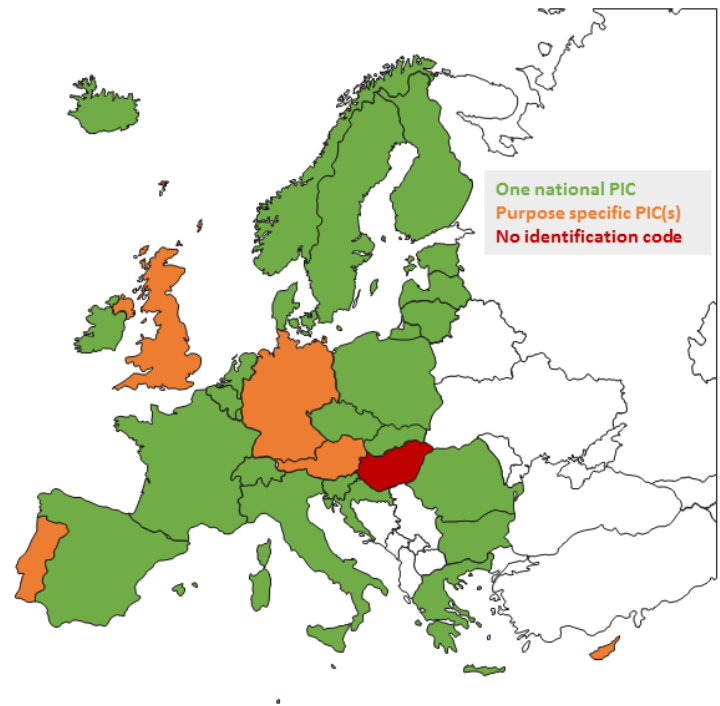 One national PIC
Purpose specific PIC(s)
No identification code